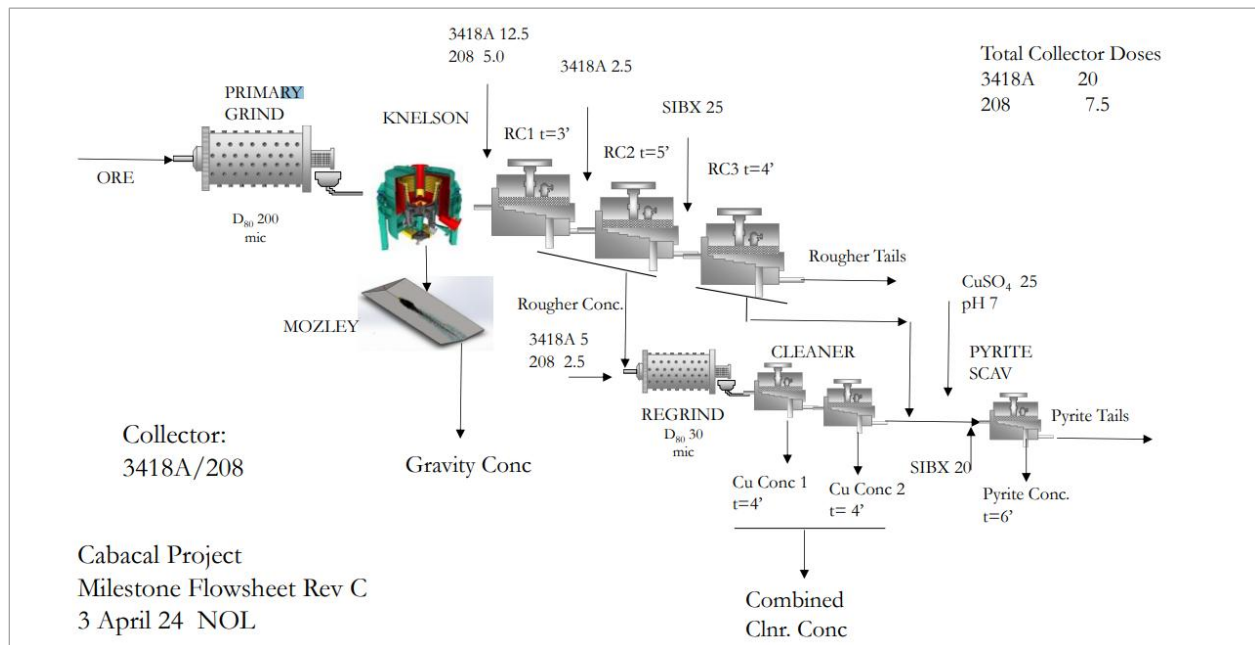 3418A 12.5
208 5.0
3418A 2.5
Total Collector Doses
3418A 20
208 7.5
PRIMARY
GRIND
KNELSON
SIBX 25
RC1 t=3’
RC2 t=5’
RC3 t=4’
ORE
D₈₀ 200
mic
Rougher Tails
CuSO₄ 25
pH 7
Rougher Conc.
MOZLEY
3418A 5
208 2.5
CLEANER
PYRITE
SCAV
REGRIND
D₈₀ 30
mic
Pyrite Tails
Collector:
3418A/208
Gravity Conc
SIBX 20
Cu Conc 1
t=4’
Cu Conc 2
t= 4’
Pyrite Conc.
t=6’
Cabacal Project
Milestone Flowsheet Rev C
3 April 24 NOL
Combined
Clnr. Conc